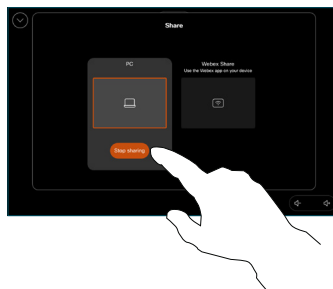 Share
PC
Webex Share
Use the Webex app on your device
Stop sharing